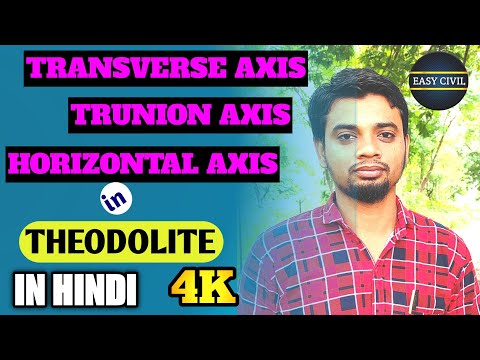 TRANSVERSE AXIS
EASY CIVIL
TRUNION AXIS
HORIZONTAL AXIS
in
THEODOLITE
IN HINDI 4K